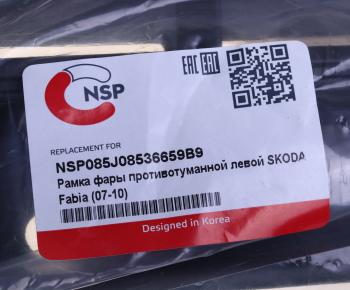 NSP
EAC EAC
REPLACEMENT FOR
NSP085J08536659B9
Рамка фары противотуманной левой SKODA
Fabia (07-10)
Designed in Korea